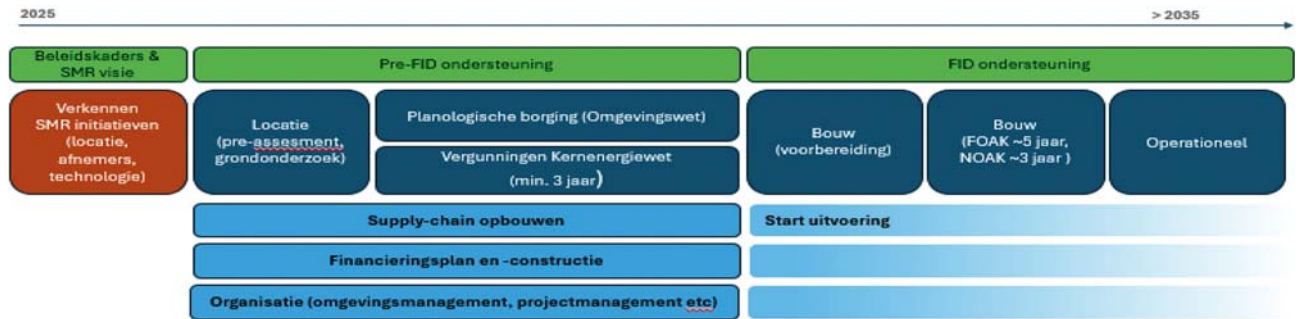 2025
> 2035
Beleidskaders &
SMR visie
Pre-FID ondersteuning
FID ondersteuning
Verkennen
SMR initiatieven
(locatie,
afnemers,
technologie)
Locatie
(pre-assesment,
grondonderzoek)
Planologische borging (Omgevingswet)
Vergunningen Kernenergiewet
(min. 3 jaar)
Bouw
(voorbereiding)
Bouw
(FOAK ~5 jaar,
NOAK ~3 jaar )
Operationeel
Supply-chain opbouwen
Start uitvoering
Financieringsplan en -constructie
Organisatie (omgevingsmanagement, projectmanagement etc)